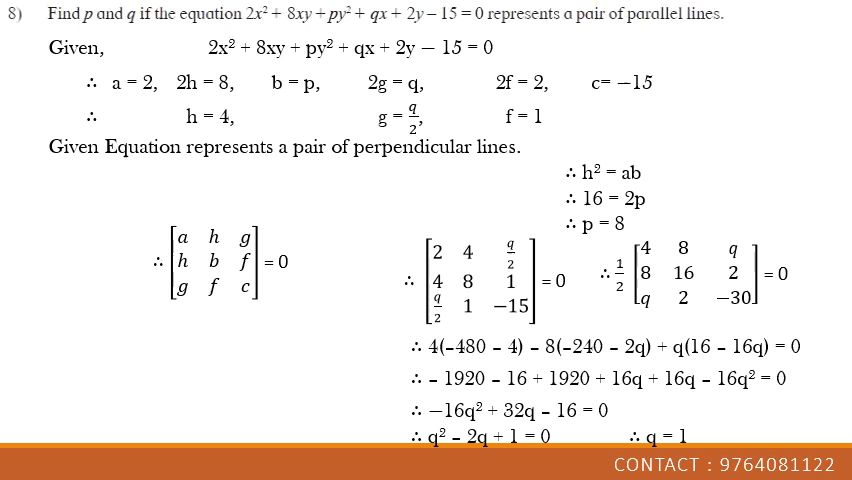 8) Find p and q if the equation 2x² + 8xy + py² + qx + 2y – 15 = 0 represents a pair of parallel lines.
Given, 2x² + 8xy + py² + qx + 2y − 15 = 0
∴ a = 2, 2h = 8, b = p, 2g = q, 2f = 2, c= −15
∴ h = 4, g = q/2, f = 1
Given Equation represents a pair of perpendicular lines.
∴ h² = ab
∴ 16 = 2p
∴ p = 8
∴ [a h g; h b f; g f c] = 0 ∴ [2 4 q/2; 4 8 1; q/2 1 −15] = 0 ∴ 1/2 [4 8 q; 8 16 2; q 2 −30] = 0
∴ 4(–480 – 4) – 8(–240 – 2q) + q(16 – 16q) = 0
∴ – 1920 – 16 + 1920 + 16q + 16q – 16q² = 0
∴ −16q² + 32q – 16 = 0
∴ q² – 2q + 1 = 0 ∴ q = 1
CONTACT : 9764081122